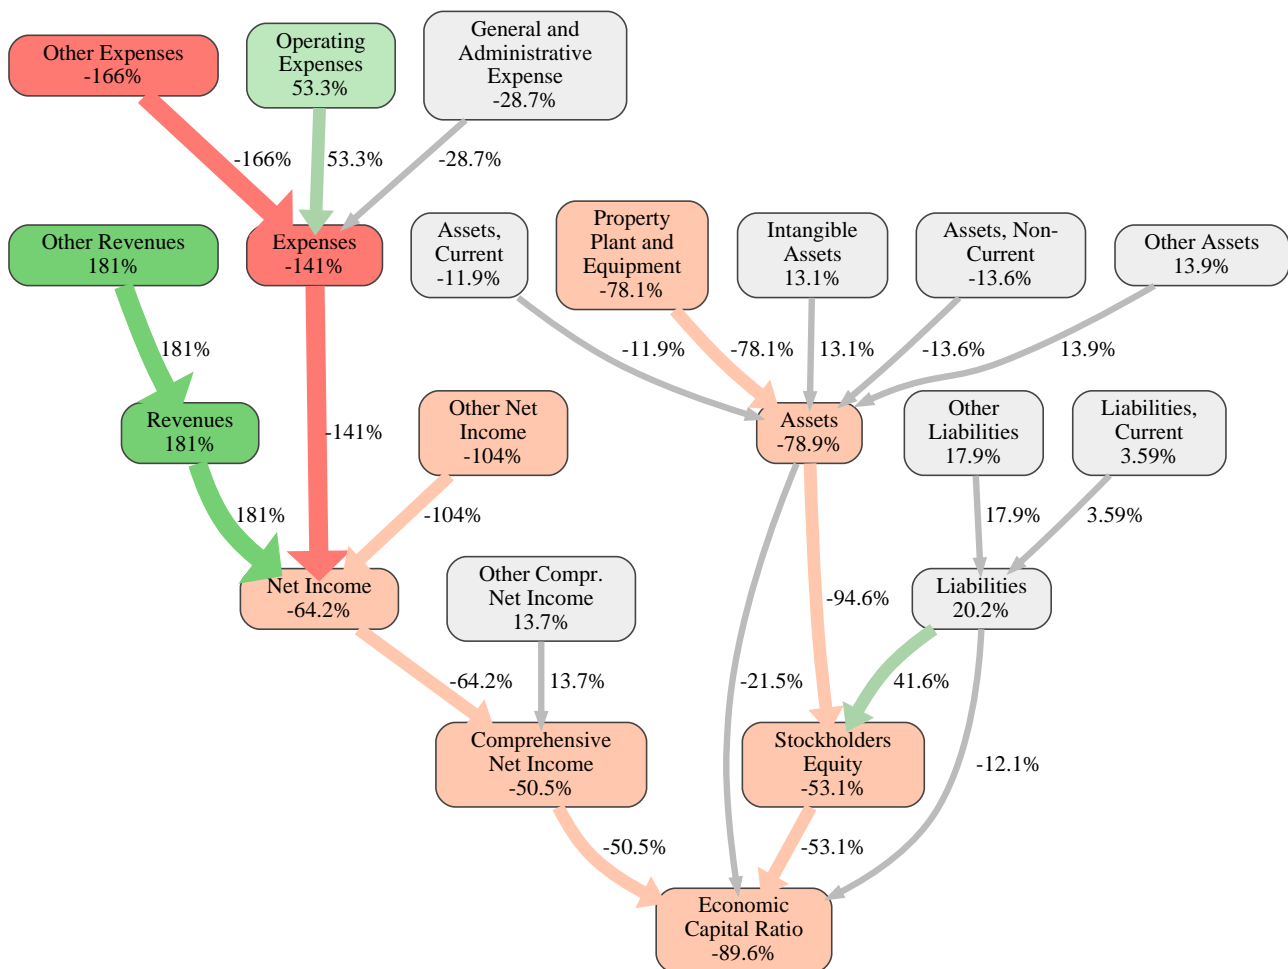 Other Expenses
-166%
Operating
Expenses
53.3%
General and
Administrative
Expense
-28.7%
-166%
53.3%
-28.7%
Other Revenues
181%
Expenses
-141%
Assets,
Current
-11.9%
Property
Plant and
Equipment
-78.1%
Intangible
Assets
13.1%
Assets, Non-
Current
-13.6%
Other Assets
13.9%
181%
-11.9%
-78.1%
13.1%
-13.6%
13.9%
Revenues
181%
-141%
Other Net
Income
-104%
Assets
-78.9%
Other
Liabilities
17.9%
Liabilities,
Current
3.59%
181%
-104%
17.9%
3.59%
Net Income
-64.2%
Other Compr.
Net Income
13.7%
-94.6%
Liabilities
20.2%
-64.2%
13.7%
-21.5%
41.6%
Comprehensive
Net Income
-50.5%
Stockholders
Equity
-53.1%
-12.1%
-50.5%
-53.1%
Economic
Capital Ratio
-89.6%